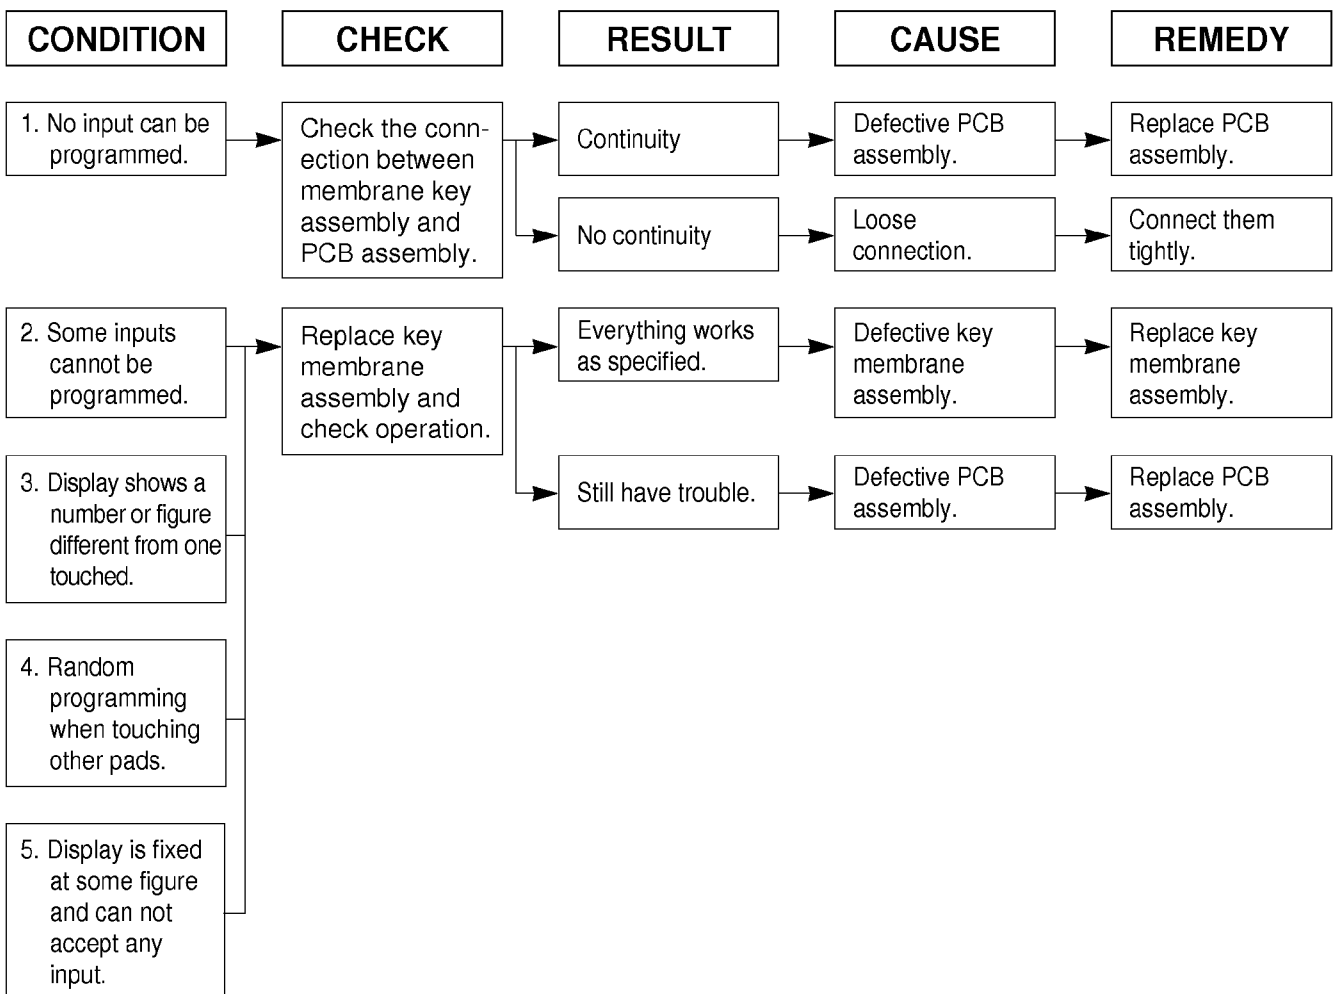 CONDITION
CHECK
RESULT
CAUSE
REMEDY
1. No input can be
programmed.
Check the conn-
ection between
membrane key
assembly and
PCB assembly.
Continuity
Defective PCB
assembly.
Replace PCB
assembly.
No continuity
Loose
connection.
Connect them
tightly.
2. Some inputs
cannot be
programmed.
Replace key
membrane
assembly and
check operation.
Everything works
as specified.
Defective key
membrane
assembly.
Replace key
membrane
assembly.
Still have trouble.
Defective PCB
assembly.
Replace PCB
assembly.
3. Display shows a
number or figure
different from one
touched.
4. Random
programming
when touching
other pads.
5. Display is fixed
at some figure
and can not
accept any
input.